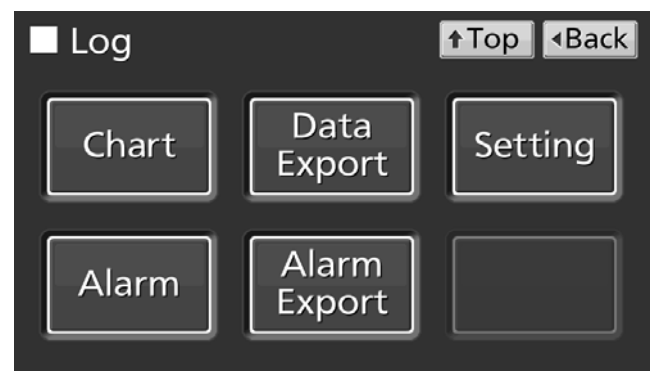 Log
Top
Back
Chart
Data
Export
Setting
Alarm
Alarm
Export